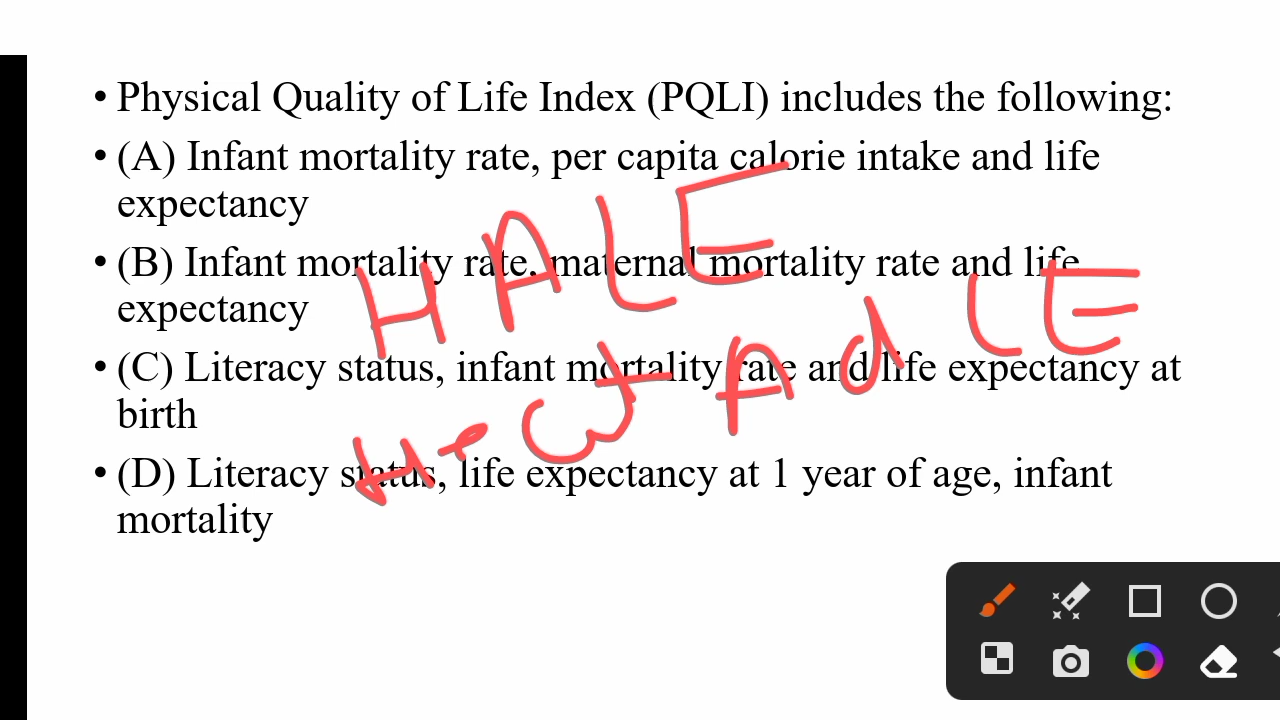 • Physical Quality of Life Index (PQLI) includes the following:
• (A) Infant mortality rate, per capita calorie intake and life
expectancy
• (B) Infant mortality rate, maternal mortality rate and life
expectancy
HALE
• (C) Literacy status, infant mortality rate and life expectancy at
birth
Ad LE
• (D) Literacy status, life expectancy at 1 year of age, infant
mortality